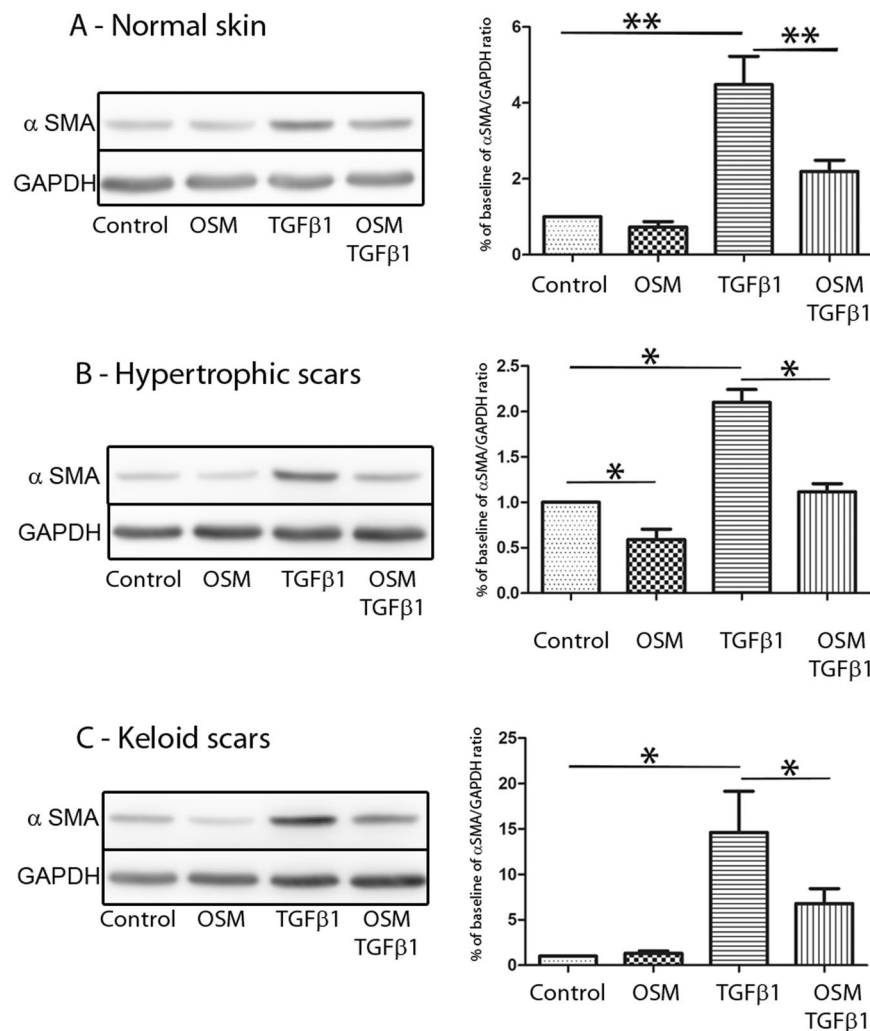 A - Normal skin
α SMA
GAPDH
Control OSM TGFβ1 OSM
TGFβ1
**
**
% of baseline of αSMA/GAPDH ratio
6
4
2
0
Control OSM TGFβ1 OSM
TGFβ1
B - Hypertrophic scars
α SMA
GAPDH
Control OSM TGFβ1 OSM
TGFβ1
*
*
*
% of baseline of αSMA/GAPDH ratio
2.5
2.0
1.5
1.0
0.5
0.0
Control OSM TGFβ1 OSM
TGFβ1
C - Keloid scars
α SMA
GAPDH
Control OSM TGFβ1 OSM
TGFβ1
*
*
% of baseline of αSMA/GAPDH ratio
25
20
15
10
5
0
Control OSM TGFβ1 OSM
TGFβ1